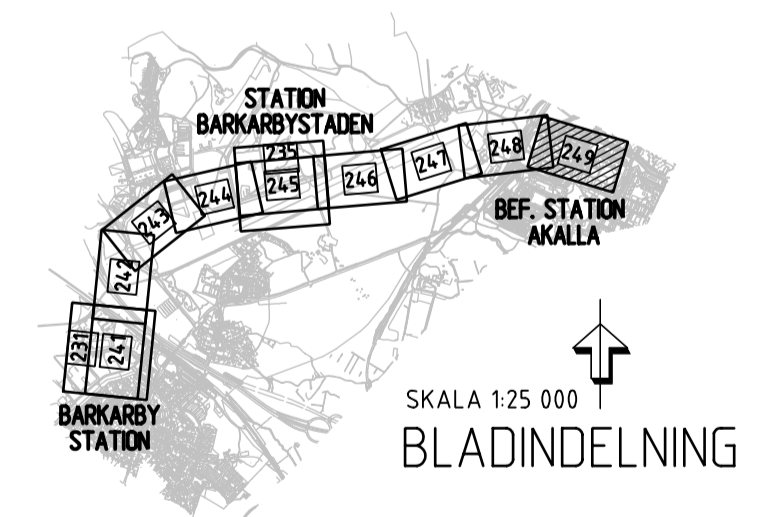 STATION
BARKARBYSTADEN
235
245
246
247
248
249
244
243
242
231
241
BEF. STATION
AKALLA
BARKARBY
STATION
SKALA 1:25 000
BLADINDELNING